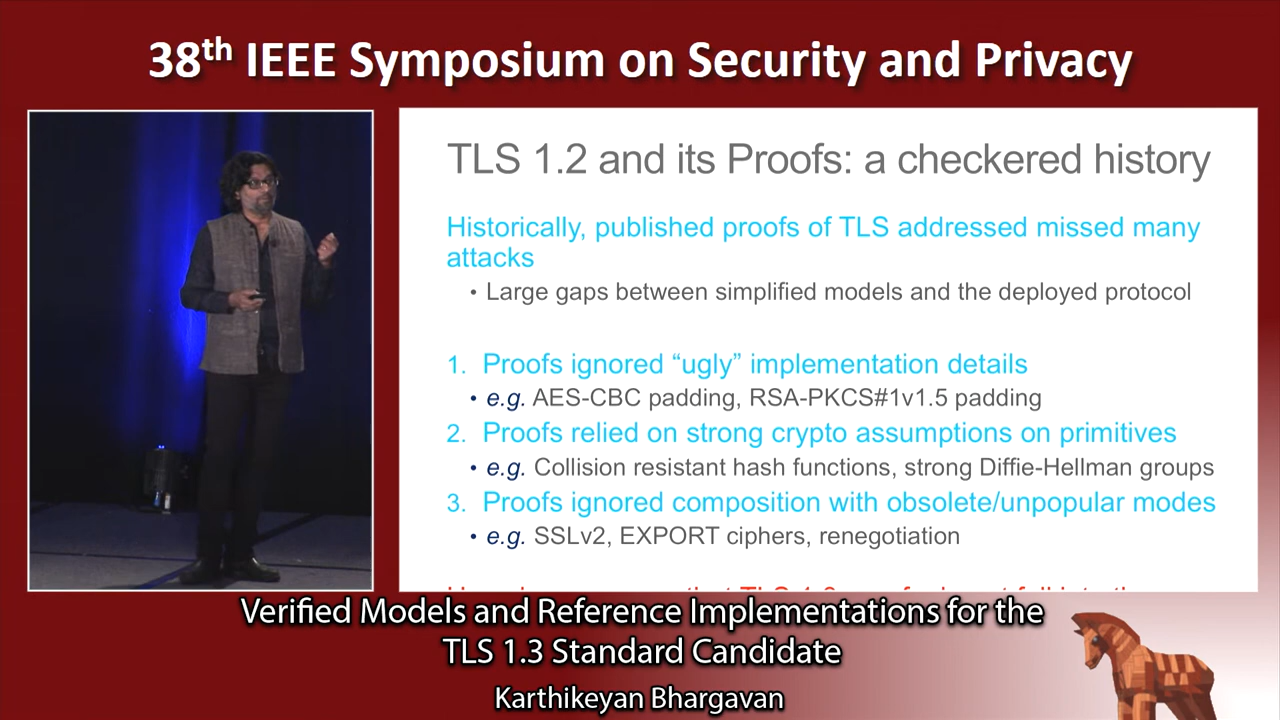 38th IEEE Symposium on Security and Privacy
TLS 1.2 and its Proofs: a checkered history
Historically, published proofs of TLS addressed missed many
attacks
• Large gaps between simplified models and the deployed protocol
1. Proofs ignored “ugly” implementation details
• e.g. AES-CBC padding, RSA-PKCS#1v1.5 padding
2. Proofs relied on strong crypto assumptions on primitives
• e.g. Collision resistant hash functions, strong Diffie-Hellman groups
3. Proofs ignored composition with obsolete/unpopular modes
• e.g. SSLv2, EXPORT ciphers, renegotiation
Verified Models and Reference Implementations for the
TLS 1.3 Standard Candidate
Karthikeyan Bhargavan